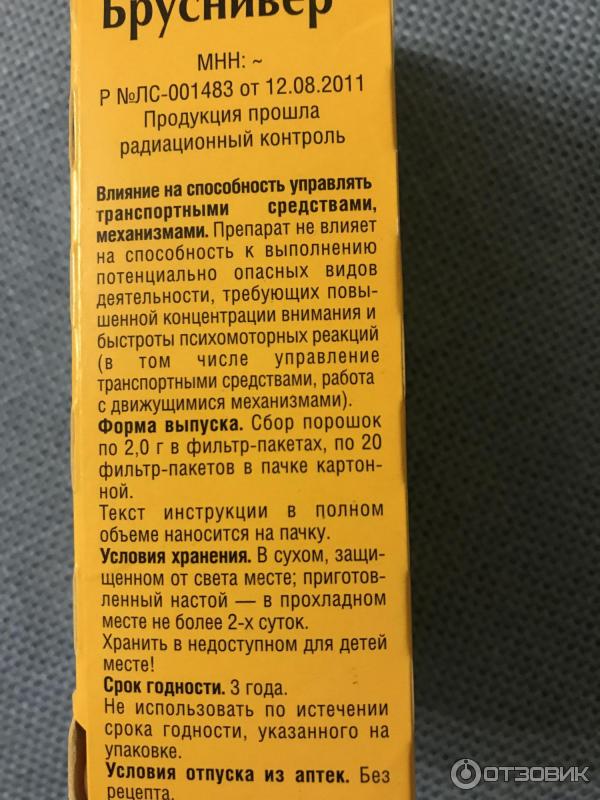 Бруснивер
МНН: ~
Р №ЛС-001483 от 12.08.2011
Продукция прошла
радиационный контроль
Влияние на способность управлять
транспортными средствами,
механизмами. Препарат не влияет
на способность к выполнению
потенциально опасных видов
деятельности, требующих повы-
шенной концентрации внимания и
быстроты психомоторных реакций
(в том числе управление
транспортными средствами, работа
с движущимися механизмами).
Форма выпуска. Сбор порошок
по 2,0 г в фильтр-пакетах, по 20
фильтр-пакетов в пачке картон-
ной.
Текст инструкции в полном
объеме наносится на пачку.
Условия хранения. В сухом, защи-
щенном от света месте; приготов-
ленный настой — в прохладном
месте не более 2-х суток.
Хранить в недоступном для детей
месте!
Срок годности. 3 года.
Не использовать по истечении
срока годности, указанного на
упаковке.
Условия отпуска из аптек. Без
рецепта.
ОТЗОВИК